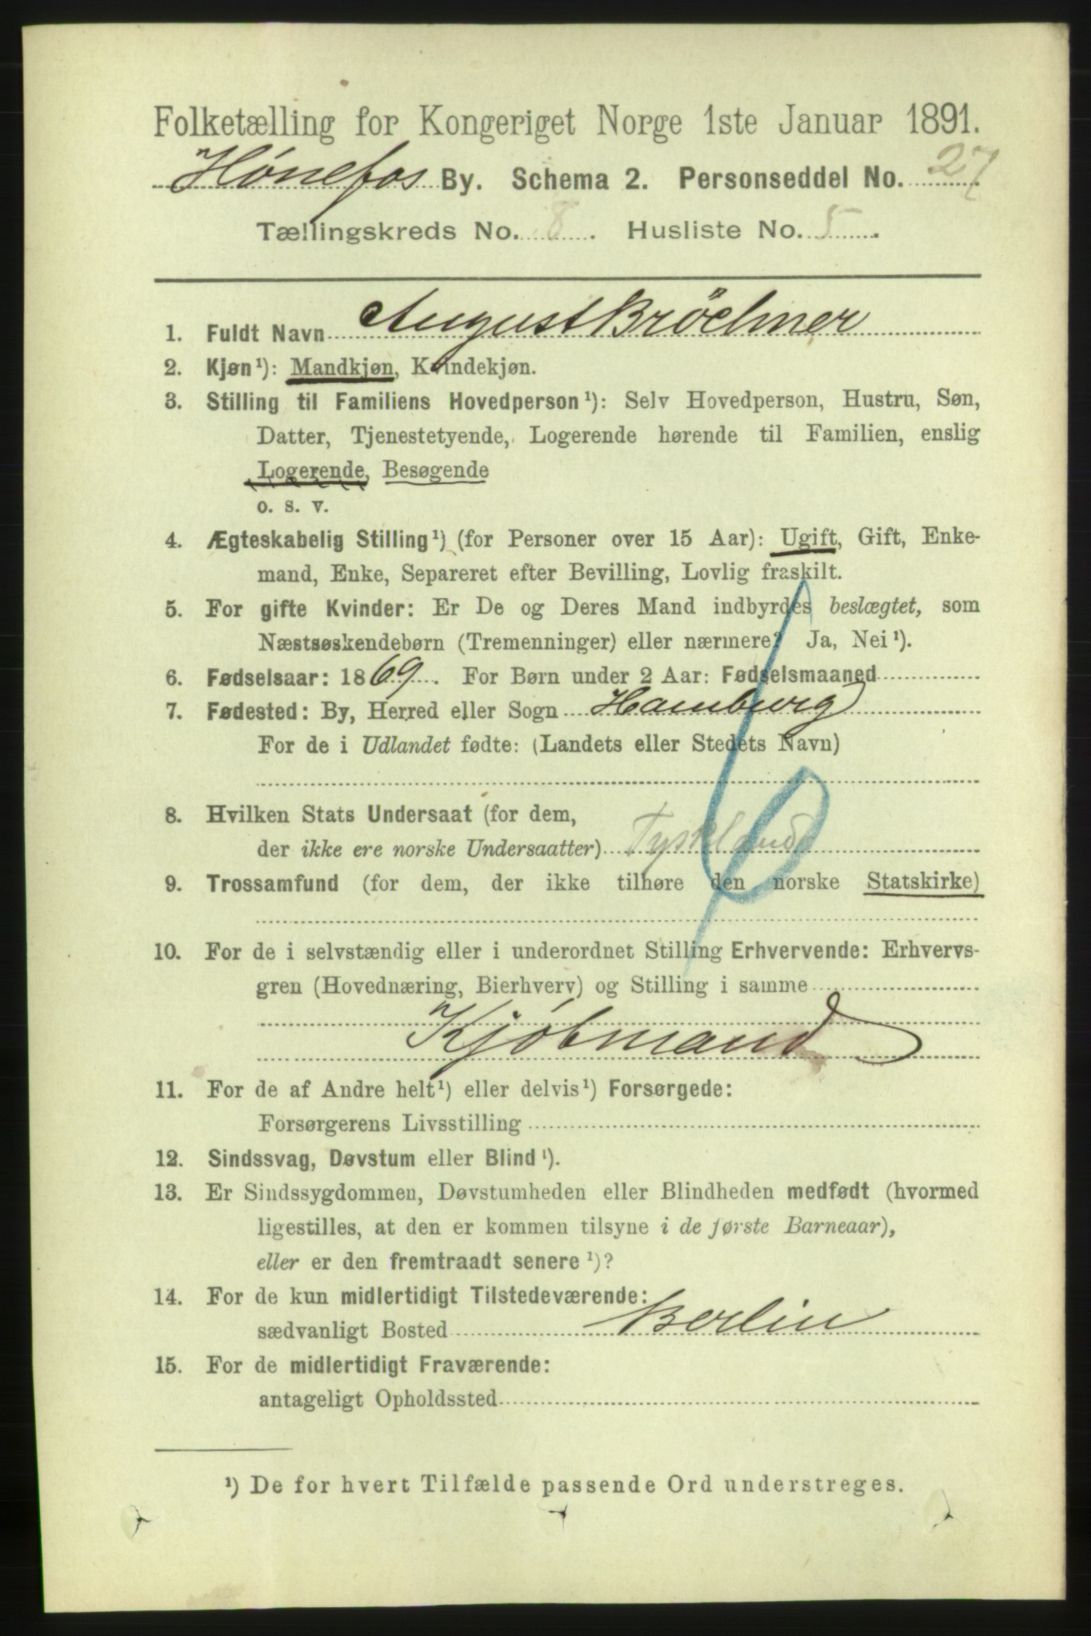 Folketælling for Kongeriget Norge 1ste Januar 1891.
Hønefos By. Schema 2. Personseddel No. 27
Tællingskreds No. 8. Husliste No. 5.
1. Fuldt Navn August Bröchner
2. Kjøn¹): Mandkjøn, Kvindekjøn.
3. Stilling til Familiens Hovedperson¹): Selv Hovedperson, Hustru, Søn,
Datter, Tjenestetyende, Logerende hørende til Familien, enslig
Logerende, Besøgende
o. s. v.
4. Ægteskabelig Stilling¹) (for Personer over 15 Aar): Ugift, Gift, Enke-
mand, Enke, Separeret efter Bevilling, Lovlig fraskilt.
5. For gifte Kvinder: Er De og Deres Mand indbyrdes beslægtet, som
Næstsøskendebørn (Tremenninger) eller nærmere? Ja, Nei¹).
6. Fødselsaar: 1869. For Børn under 2 Aar: Fødselsmaaned
7. Fødested: By, Herred eller Sogn Hamburg
For de i Udlandet fødte: (Landets eller Stedets Navn)
8. Hvilken Stats Undersaat (for dem,
der ikke ere norske Undersaatter) Tyskland
9. Trossamfund (for dem, der ikke tilhøre den norske Statskirke)
10. For de i selvstændig eller i underordnet Stilling Erhvervende: Erhvervs-
gren (Hovednæring, Bierhverv) og Stilling i samme
Kjøbmand
11. For de af Andre helt¹) eller delvis¹) Forsørgede:
Forsørgerens Livsstilling
12. Sindssvag, Døvstum eller Blind¹).
13. Er Sindssygdommen, Døvstumheden eller Blindheden medfødt (hvormed
ligestilles, at den er kommen tilsyne i de første Barneaar),
eller er den fremtraadt senere¹)?
14. For de kun midlertidigt Tilstedeværende:
sædvanligt Bosted Berlin
15. For de midlertidigt Fraværende:
antageligt Opholdssted
¹) De for hvert Tilfælde passende Ord understreges.